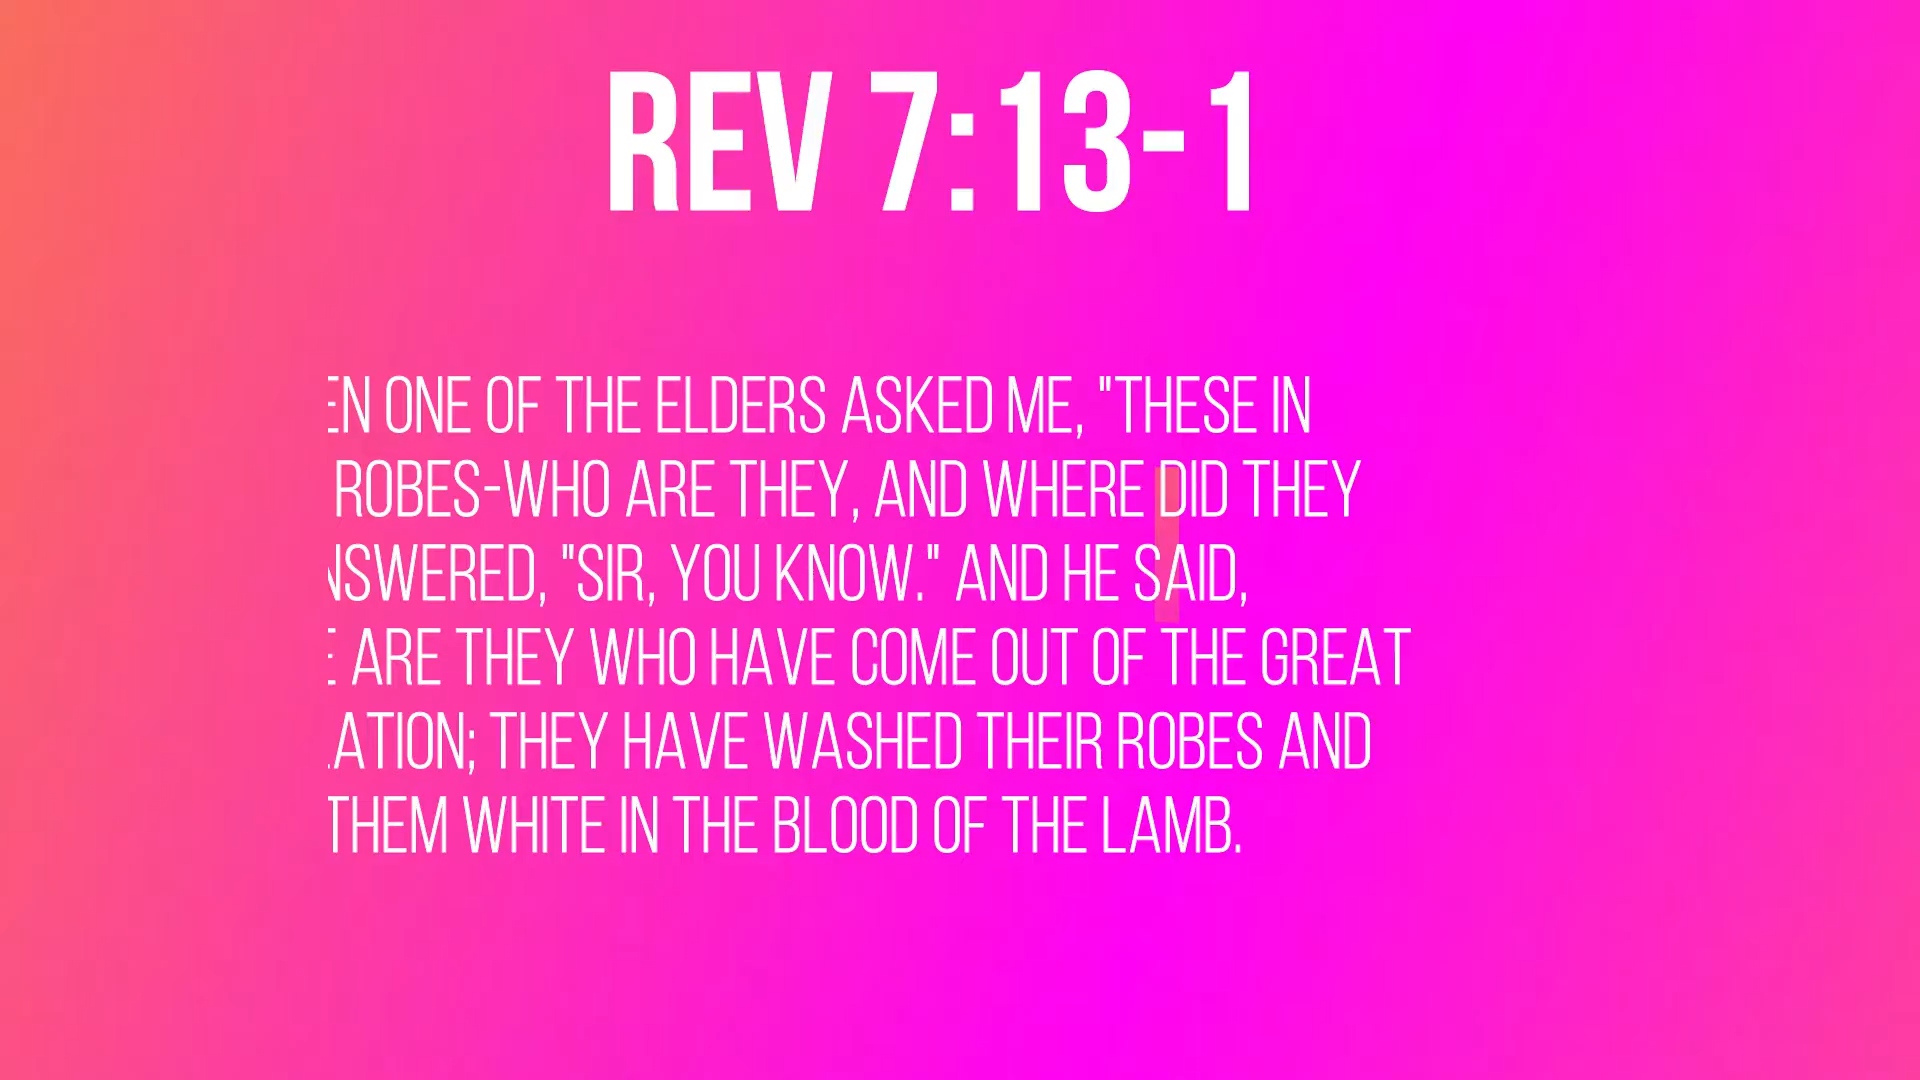 REV 7:13-1
EN ONE OF THE ELDERS ASKED ME, "THESE IN
ROBES-WHO ARE THEY, AND WHERE DID THEY
NSWERED, "SIR, YOU KNOW." AND HE SAID,
ARE THEY WHO HAVE COME OUT OF THE GREAT
ATION; THEY HAVE WASHED THEIR ROBES AND
THEM WHITE IN THE BLOOD OF THE LAMB.